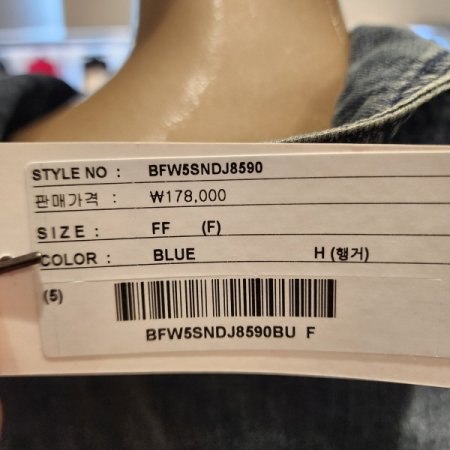 STYLE NO : BFW5SNDJ8590
판매가격 : ₩178,000
SIZE : FF (F)
COLOR : BLUE H (행거)
(5)
BFW5SNDJ8590BU F